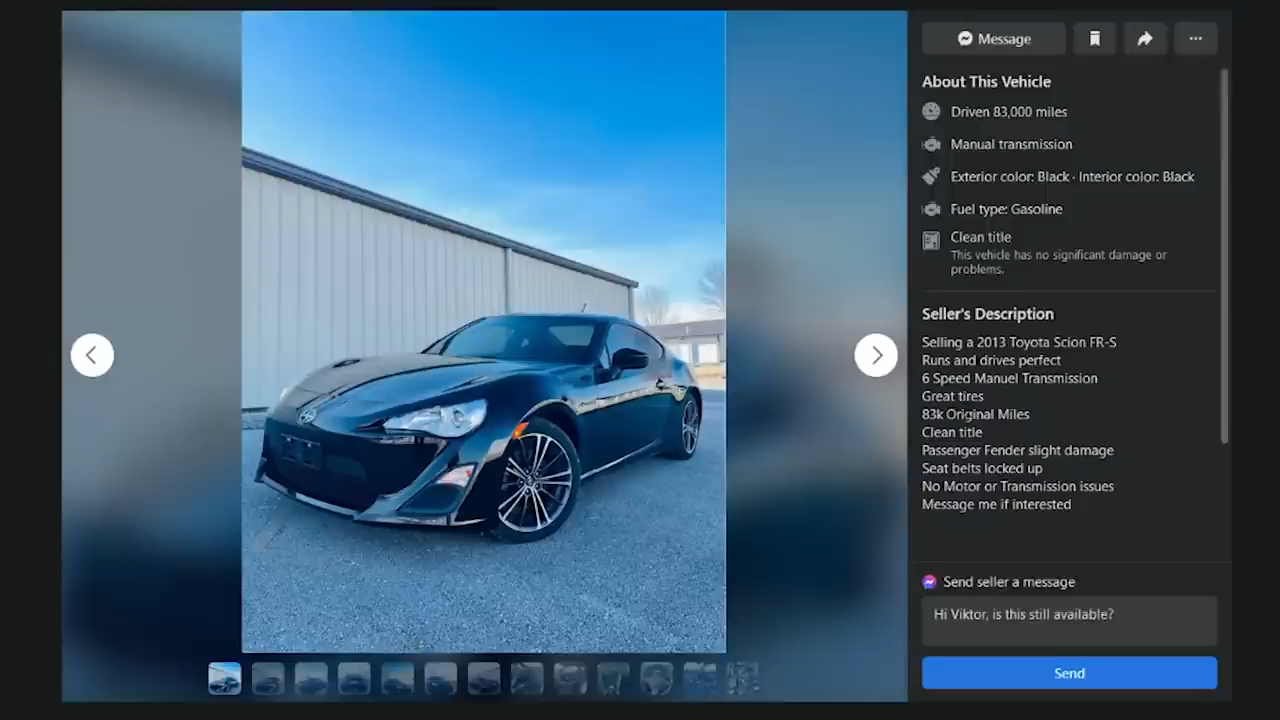 Message
About This Vehicle
Driven 83,000 miles
Manual transmission
Exterior color: Black · Interior color: Black
Fuel type: Gasoline
Clean title
This vehicle has no significant damage or
problems.
Seller's Description
Selling a 2013 Toyota Scion FR-S
Runs and drives perfect
6 Speed Manuel Transmission
Great tires
83k Original Miles
Clean title
Passenger Fender slight damage
Seat belts locked up
No Motor or Transmission issues
Message me if interested
Send seller a message
Hi Viktor, is this still available?
Send